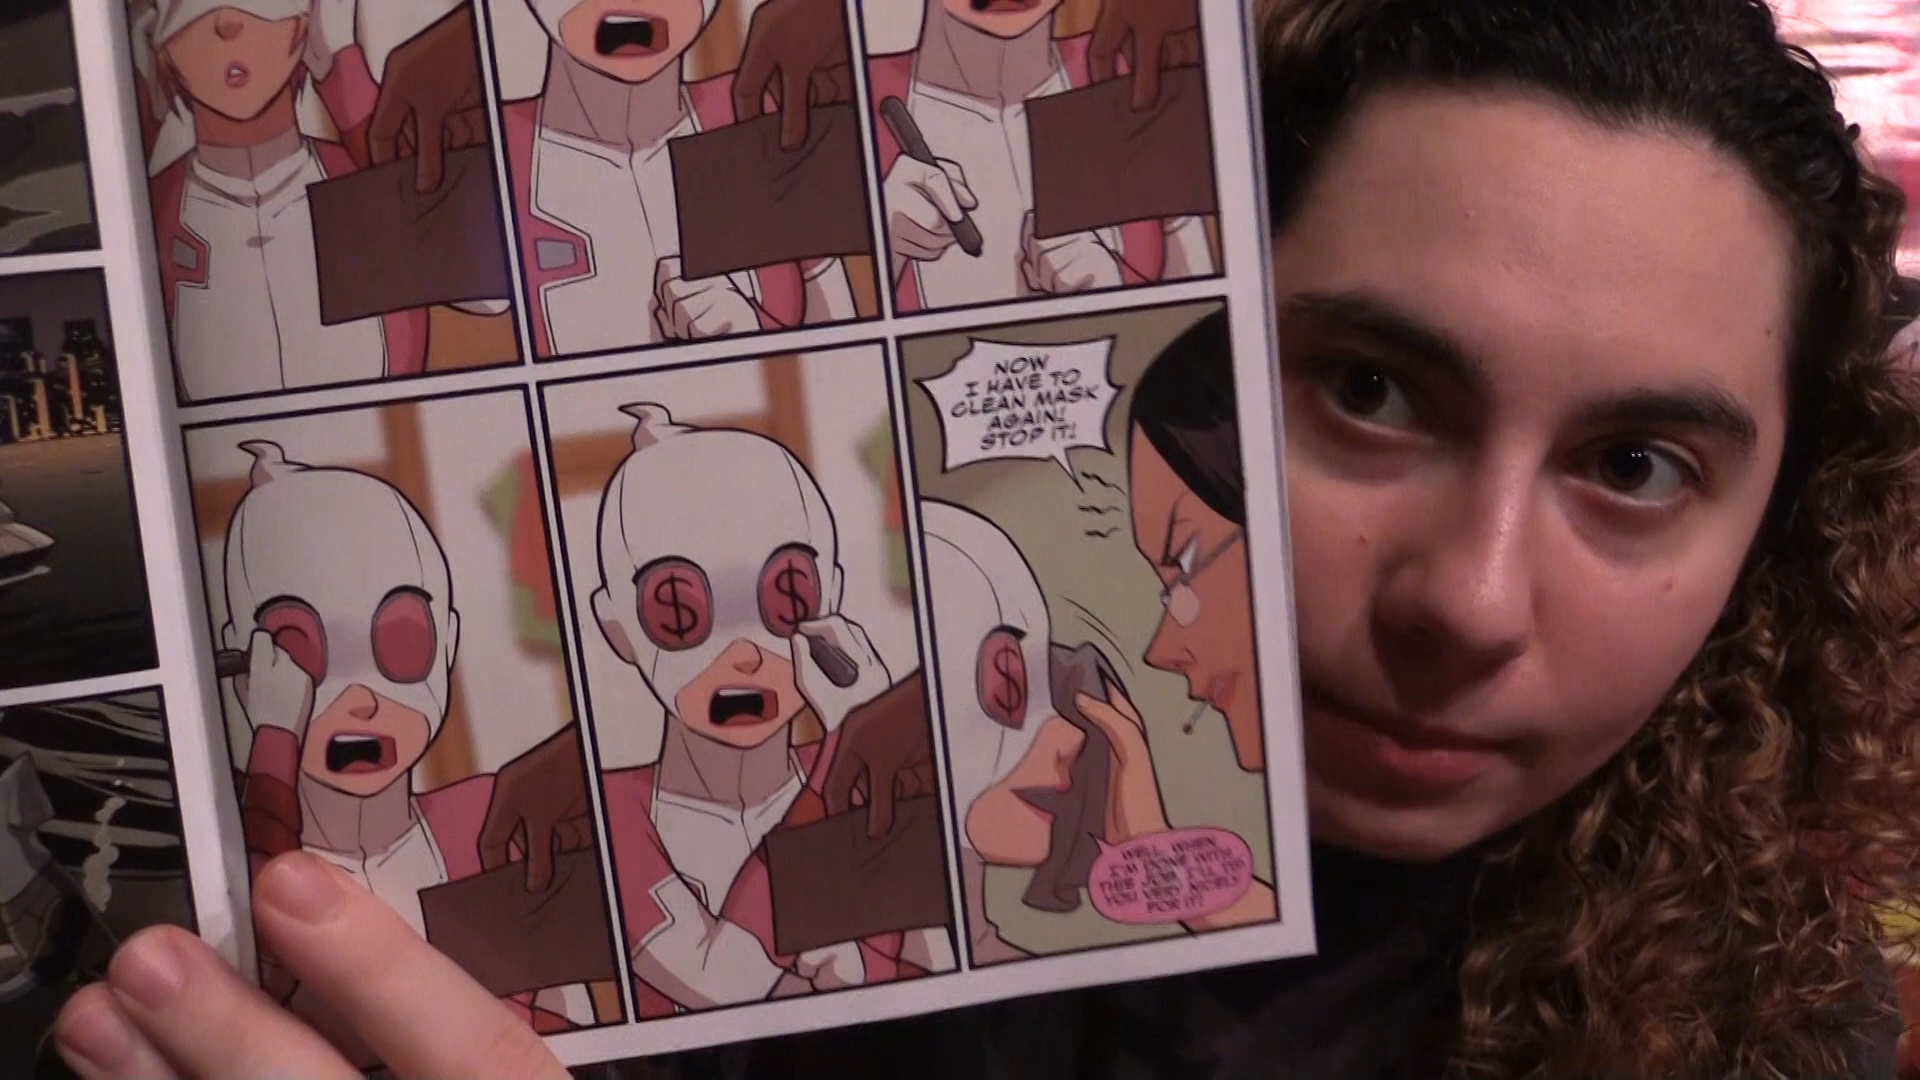 NOW
I HAVE TO
CLEAN MASK
AGAIN!
STOP IT!
$ $
$
WELL WHEN
I'M DONE WITH
THIS JOB I'LL TIP
YOU VERY NICELY
FOR IT!